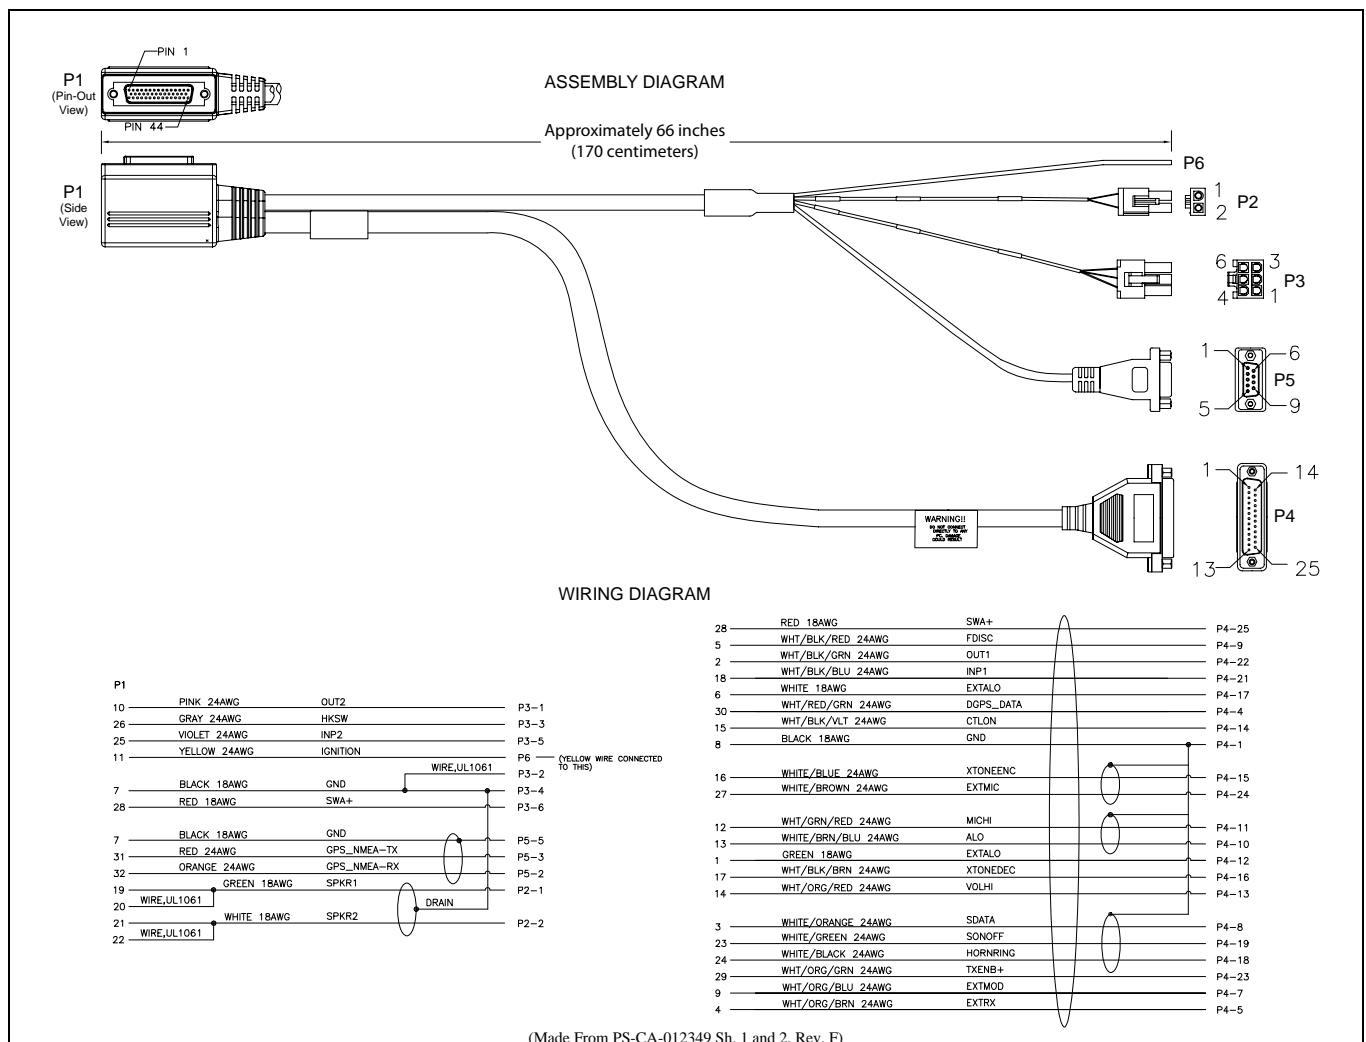 PIN 1
P1
(Pin-Out
View)
PIN 44
ASSEMBLY DIAGRAM
Approximately 66 inches
(170 centimeters)
P1
(Side
View)
P6
1
2
P2
6
3
4
1
P3
1
6
5
9
P5
1
14
13
25
P4
WARNING!!
DO NOT CONNECT
DIRECTLY TO ANY
PC. DAMAGE
COULD RESULT
WIRING DIAGRAM
P1
10 PINK 24AWG OUT2 P3-1
26 GRAY 24AWG HKSW P3-3
25 VIOLET 24AWG INP2 P3-5
11 YELLOW 24AWG IGNITION P6 (YELLOW WIRE CONNECTED
TO THIS)
WIRE,UL1061 P3-2
7 BLACK 18AWG GND P3-4
28 RED 18AWG SWA+ P3-6
7 BLACK 18AWG GND P5-5
31 RED 24AWG GPS_NMEA-TX P5-3
32 ORANGE 24AWG GPS_NMEA-RX P5-2
19 GREEN 18AWG SPKR1 P2-1
20 WIRE,UL1061
DRAIN
21 WHITE 18AWG SPKR2 P2-2
22 WIRE,UL1061
28 RED 18AWG SWA+ P4-25
5 WHT/BLK/RED 24AWG FDISC P4-9
2 WHT/BLK/GRN 24AWG OUT1 P4-22
18 WHT/BLK/BLU 24AWG INP1 P4-21
6 WHITE 18AWG EXTALO P4-17
30 WHT/RED/GRN 24AWG DGPS_DATA P4-4
15 WHT/BLK/VLT 24AWG CTLON P4-14
8 BLACK 18AWG GND P4-1
16 WHITE/BLUE 24AWG XTONEENC P4-15
27 WHITE/BROWN 24AWG EXTMIC P4-24
12 WHT/GRN/RED 24AWG MICHI P4-11
13 WHITE/BRN/BLU 24AWG ALO P4-10
1 GREEN 18AWG EXTALO P4-12
17 WHT/BLK/BRN 24AWG XTONEDEC P4-16
14 WHT/ORG/RED 24AWG VOLHI P4-13
3 WHITE/ORANGE 24AWG SDATA P4-8
23 WHITE/GREEN 24AWG SONOFF P4-19
24 WHITE/BLACK 24AWG HORNRING P4-18
29 WHT/ORG/GRN 24AWG TXENB+ P4-23
9 WHT/ORG/BLU 24AWG EXTMOD P4-7
4 WHT/ORG/BRN 24AWG EXTRX P4-5
(Made From PS-CA-012349 Sh. 1 and 2, Rev. F)